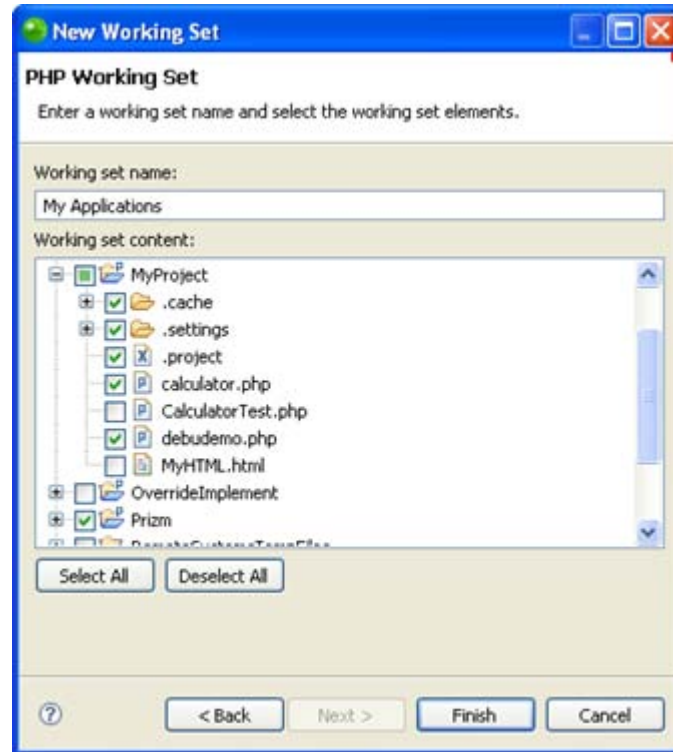 New Working Set
PHP Working Set
Enter a working set name and select the working set elements.
Working set name:
My Applications
Working set content:
MyProject
.cache
.settings
.project
calculator.php
CalculatorTest.php
debudemo.php
MyHTML.html
OverrideImplement
Prizm
RemoteSystemsTempFiles
Select All Deselect All
< Back Next > Finish Cancel